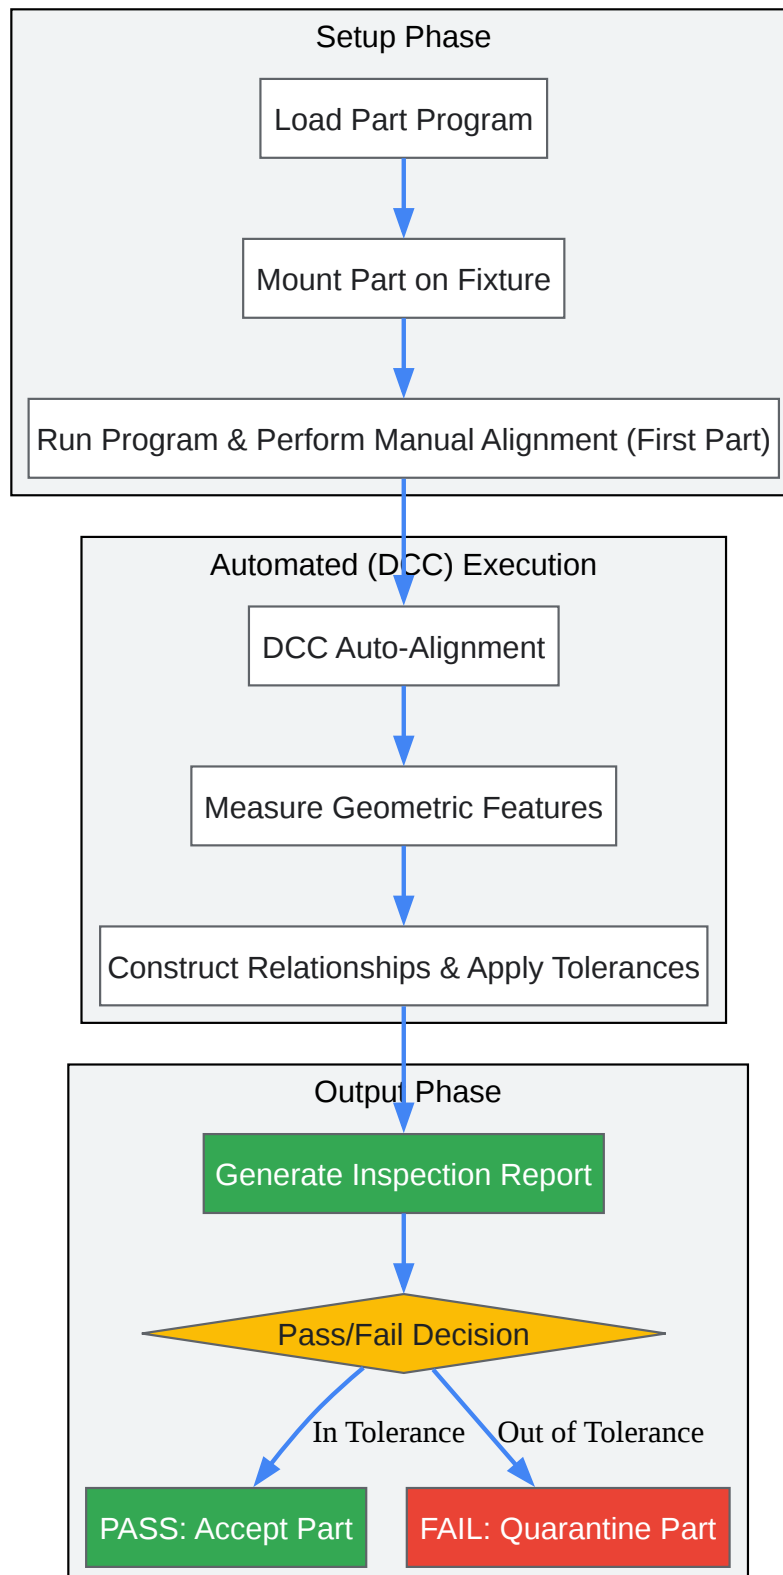 Setup Phase
Load Part Program
Mount Part on Fixture
Run Program & Perform Manual Alignment (First Part)
Automated (DCC) Execution
DCC Auto-Alignment
Measure Geometric Features
Construct Relationships & Apply Tolerances
Output Phase
Generate Inspection Report
Pass/Fail Decision
In Tolerance
Out of Tolerance
PASS: Accept Part
FAIL: Quarantine Part